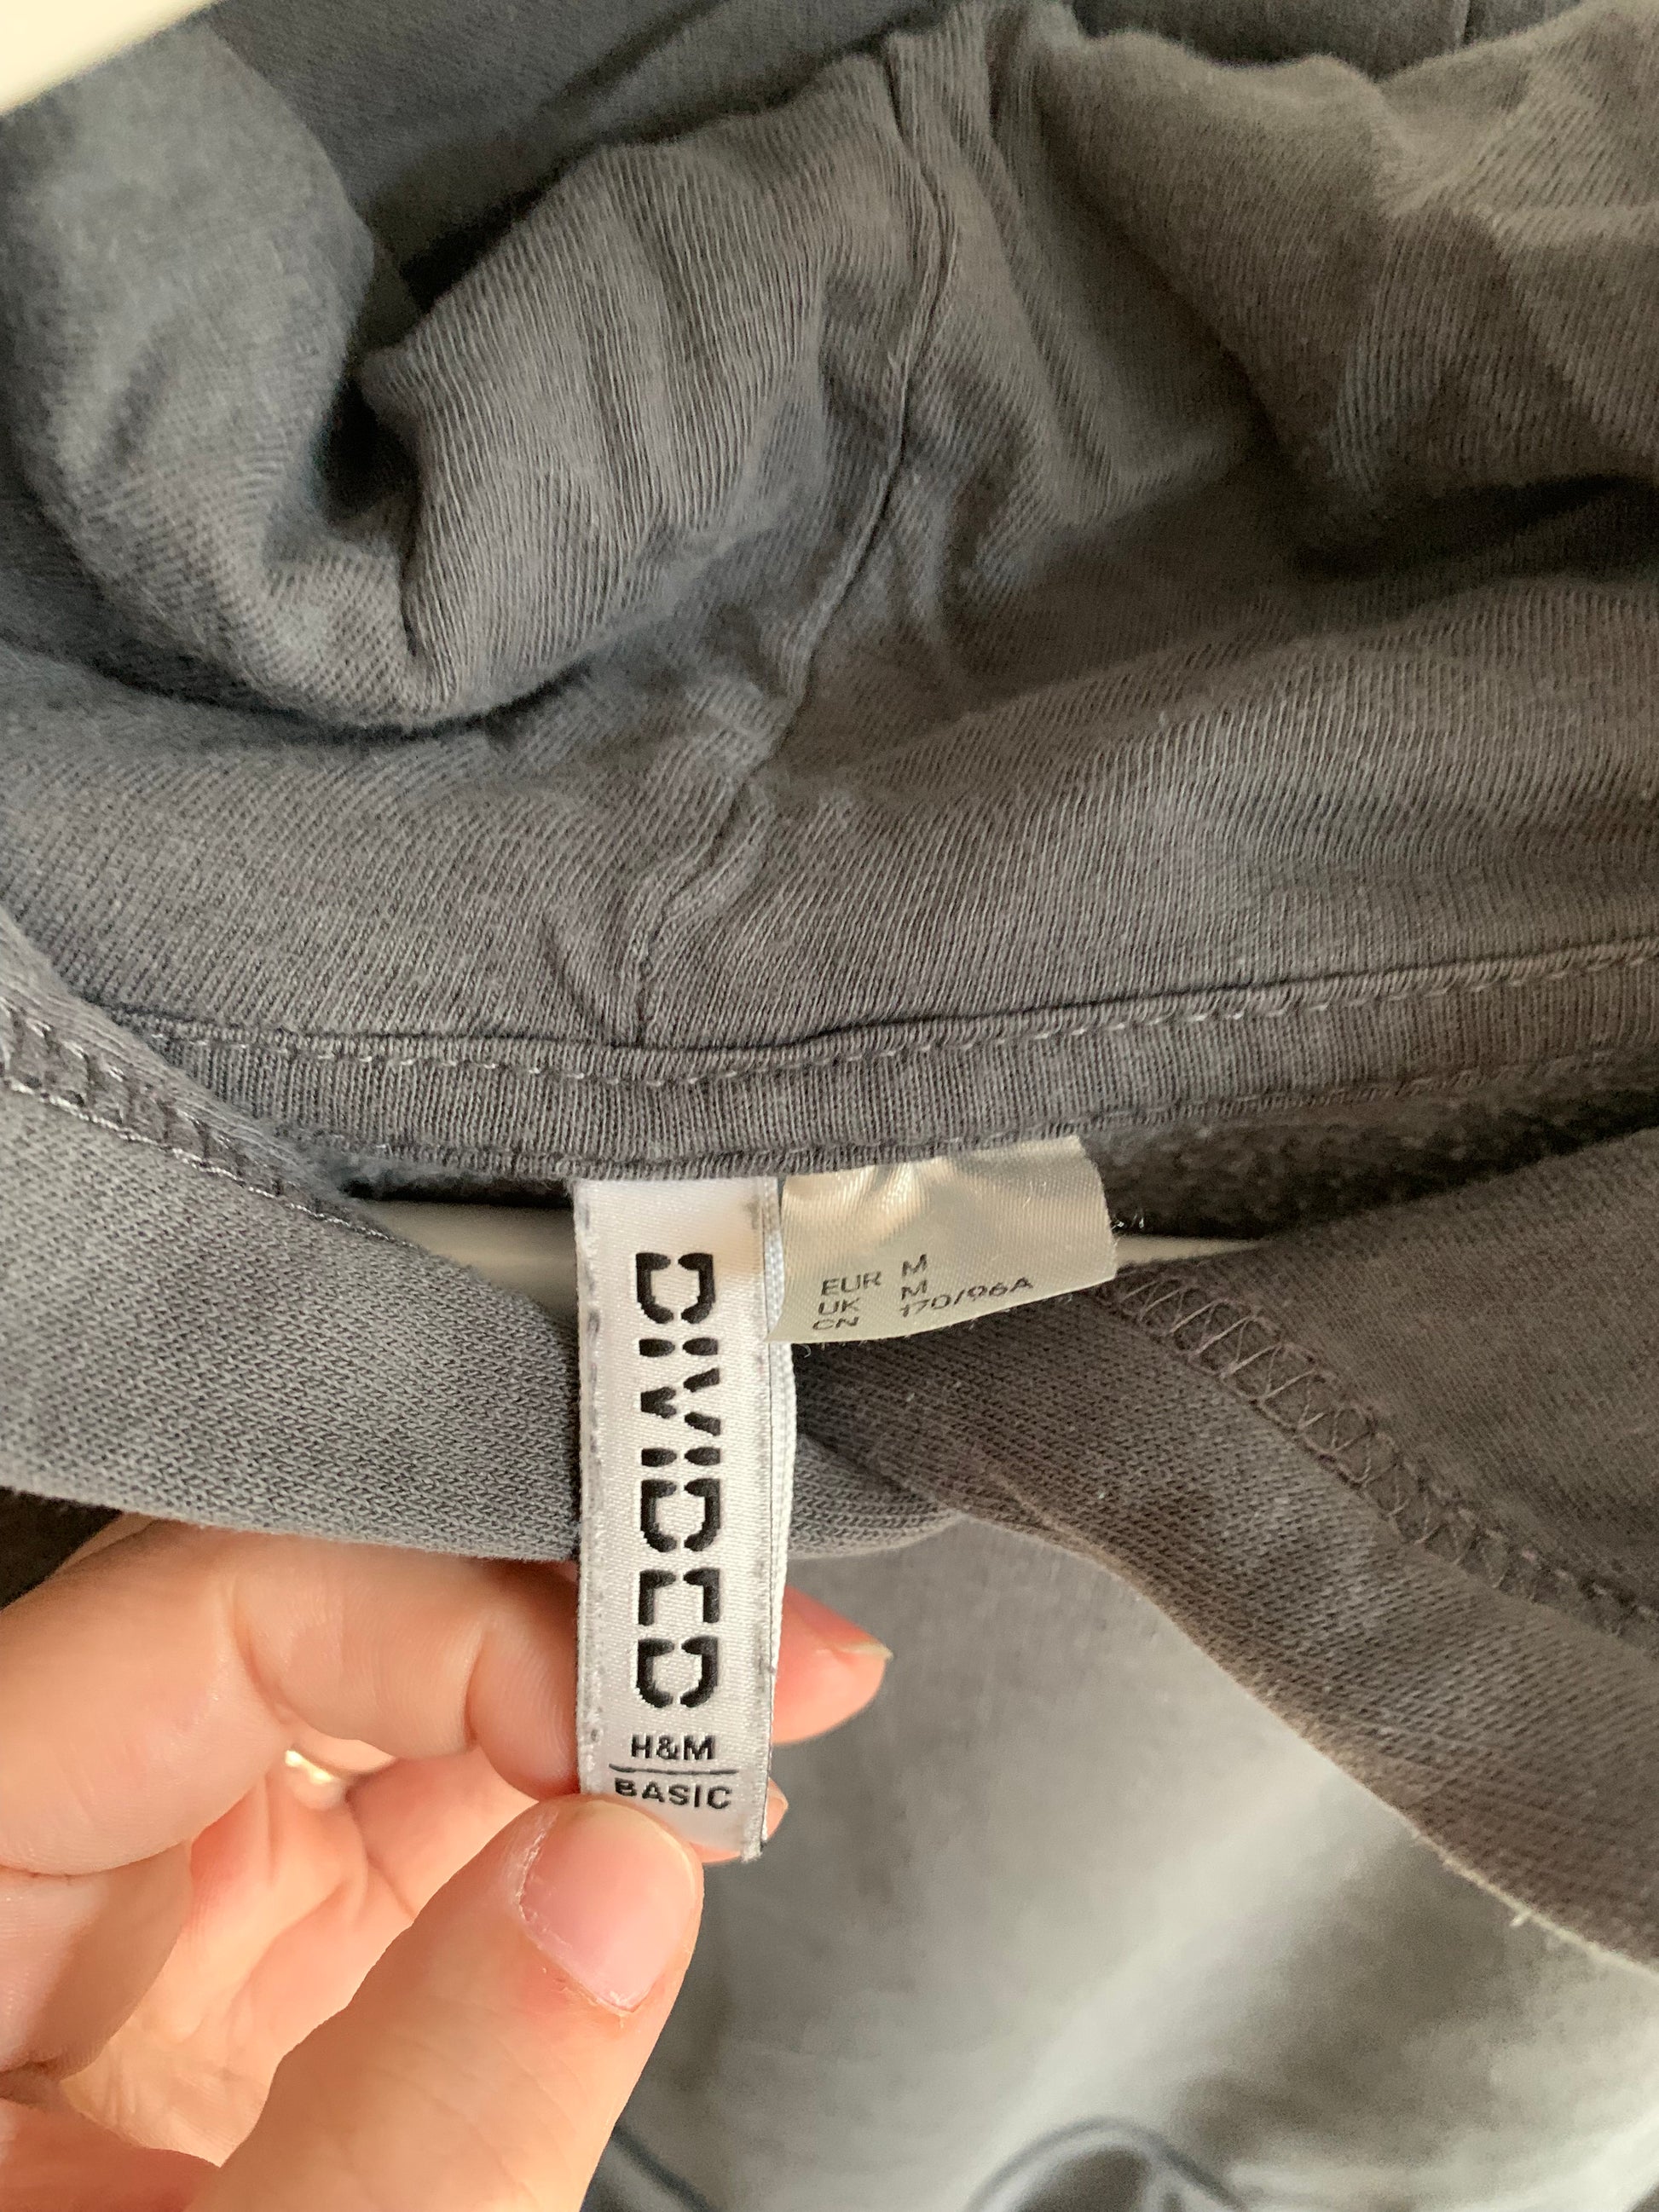 DIVIDED
H&M
BASIC
EUR M
UK M
CN 170/96A